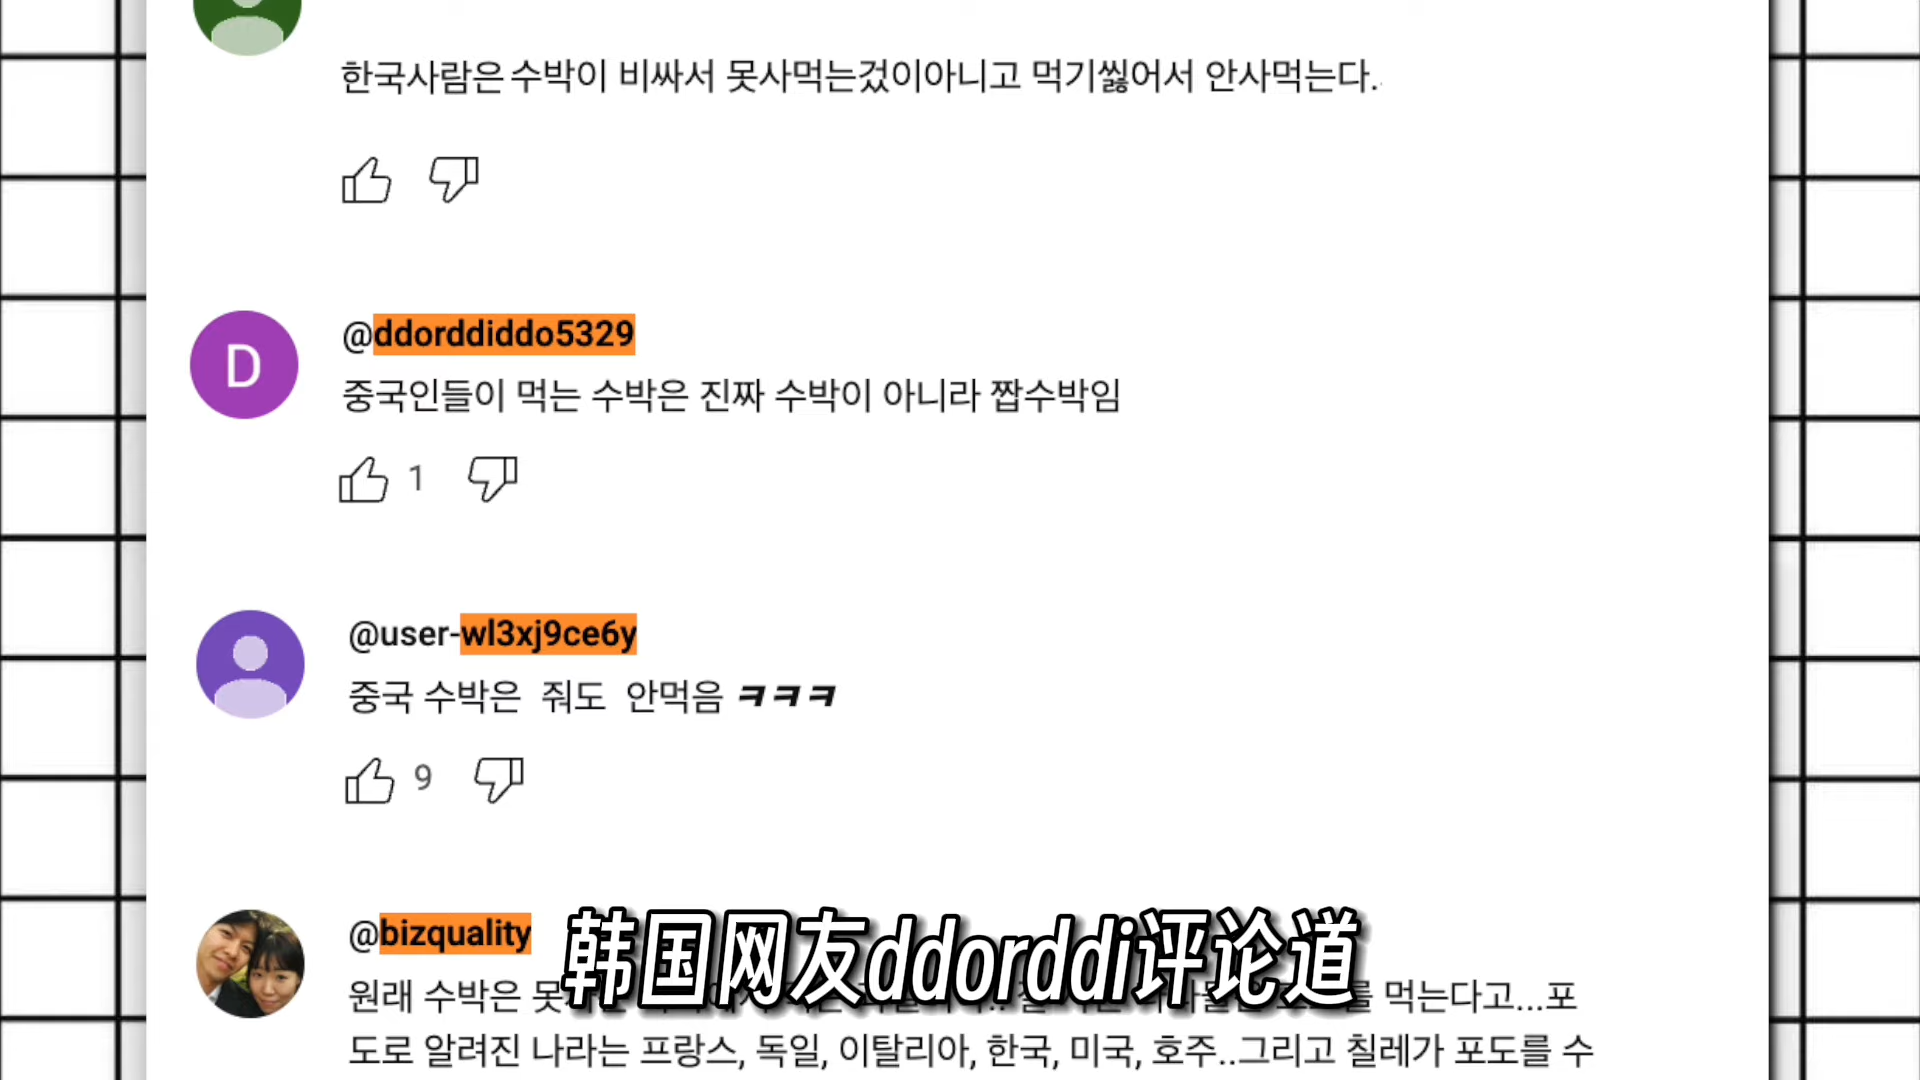 한국사람은 수박이 비싸서 못사먹는겄이아니고 먹기씷어서 안사먹는다.
D
@ddorddiddo5329
중국인들이 먹는 수박은 진짜 수박이 아니라 짭수박임
1
@user-wl3xj9ce6y
중국 수박은 줘도 안먹음 ㅋㅋㅋ
9
@bizquality
韩国网友ddorddi评论道
원래 수박은 를 먹는다고...포
도로 알려진 나라는 프랑스, 독일, 이탈리아, 한국, 미국, 호주..그리고 칠레가 포도를 수